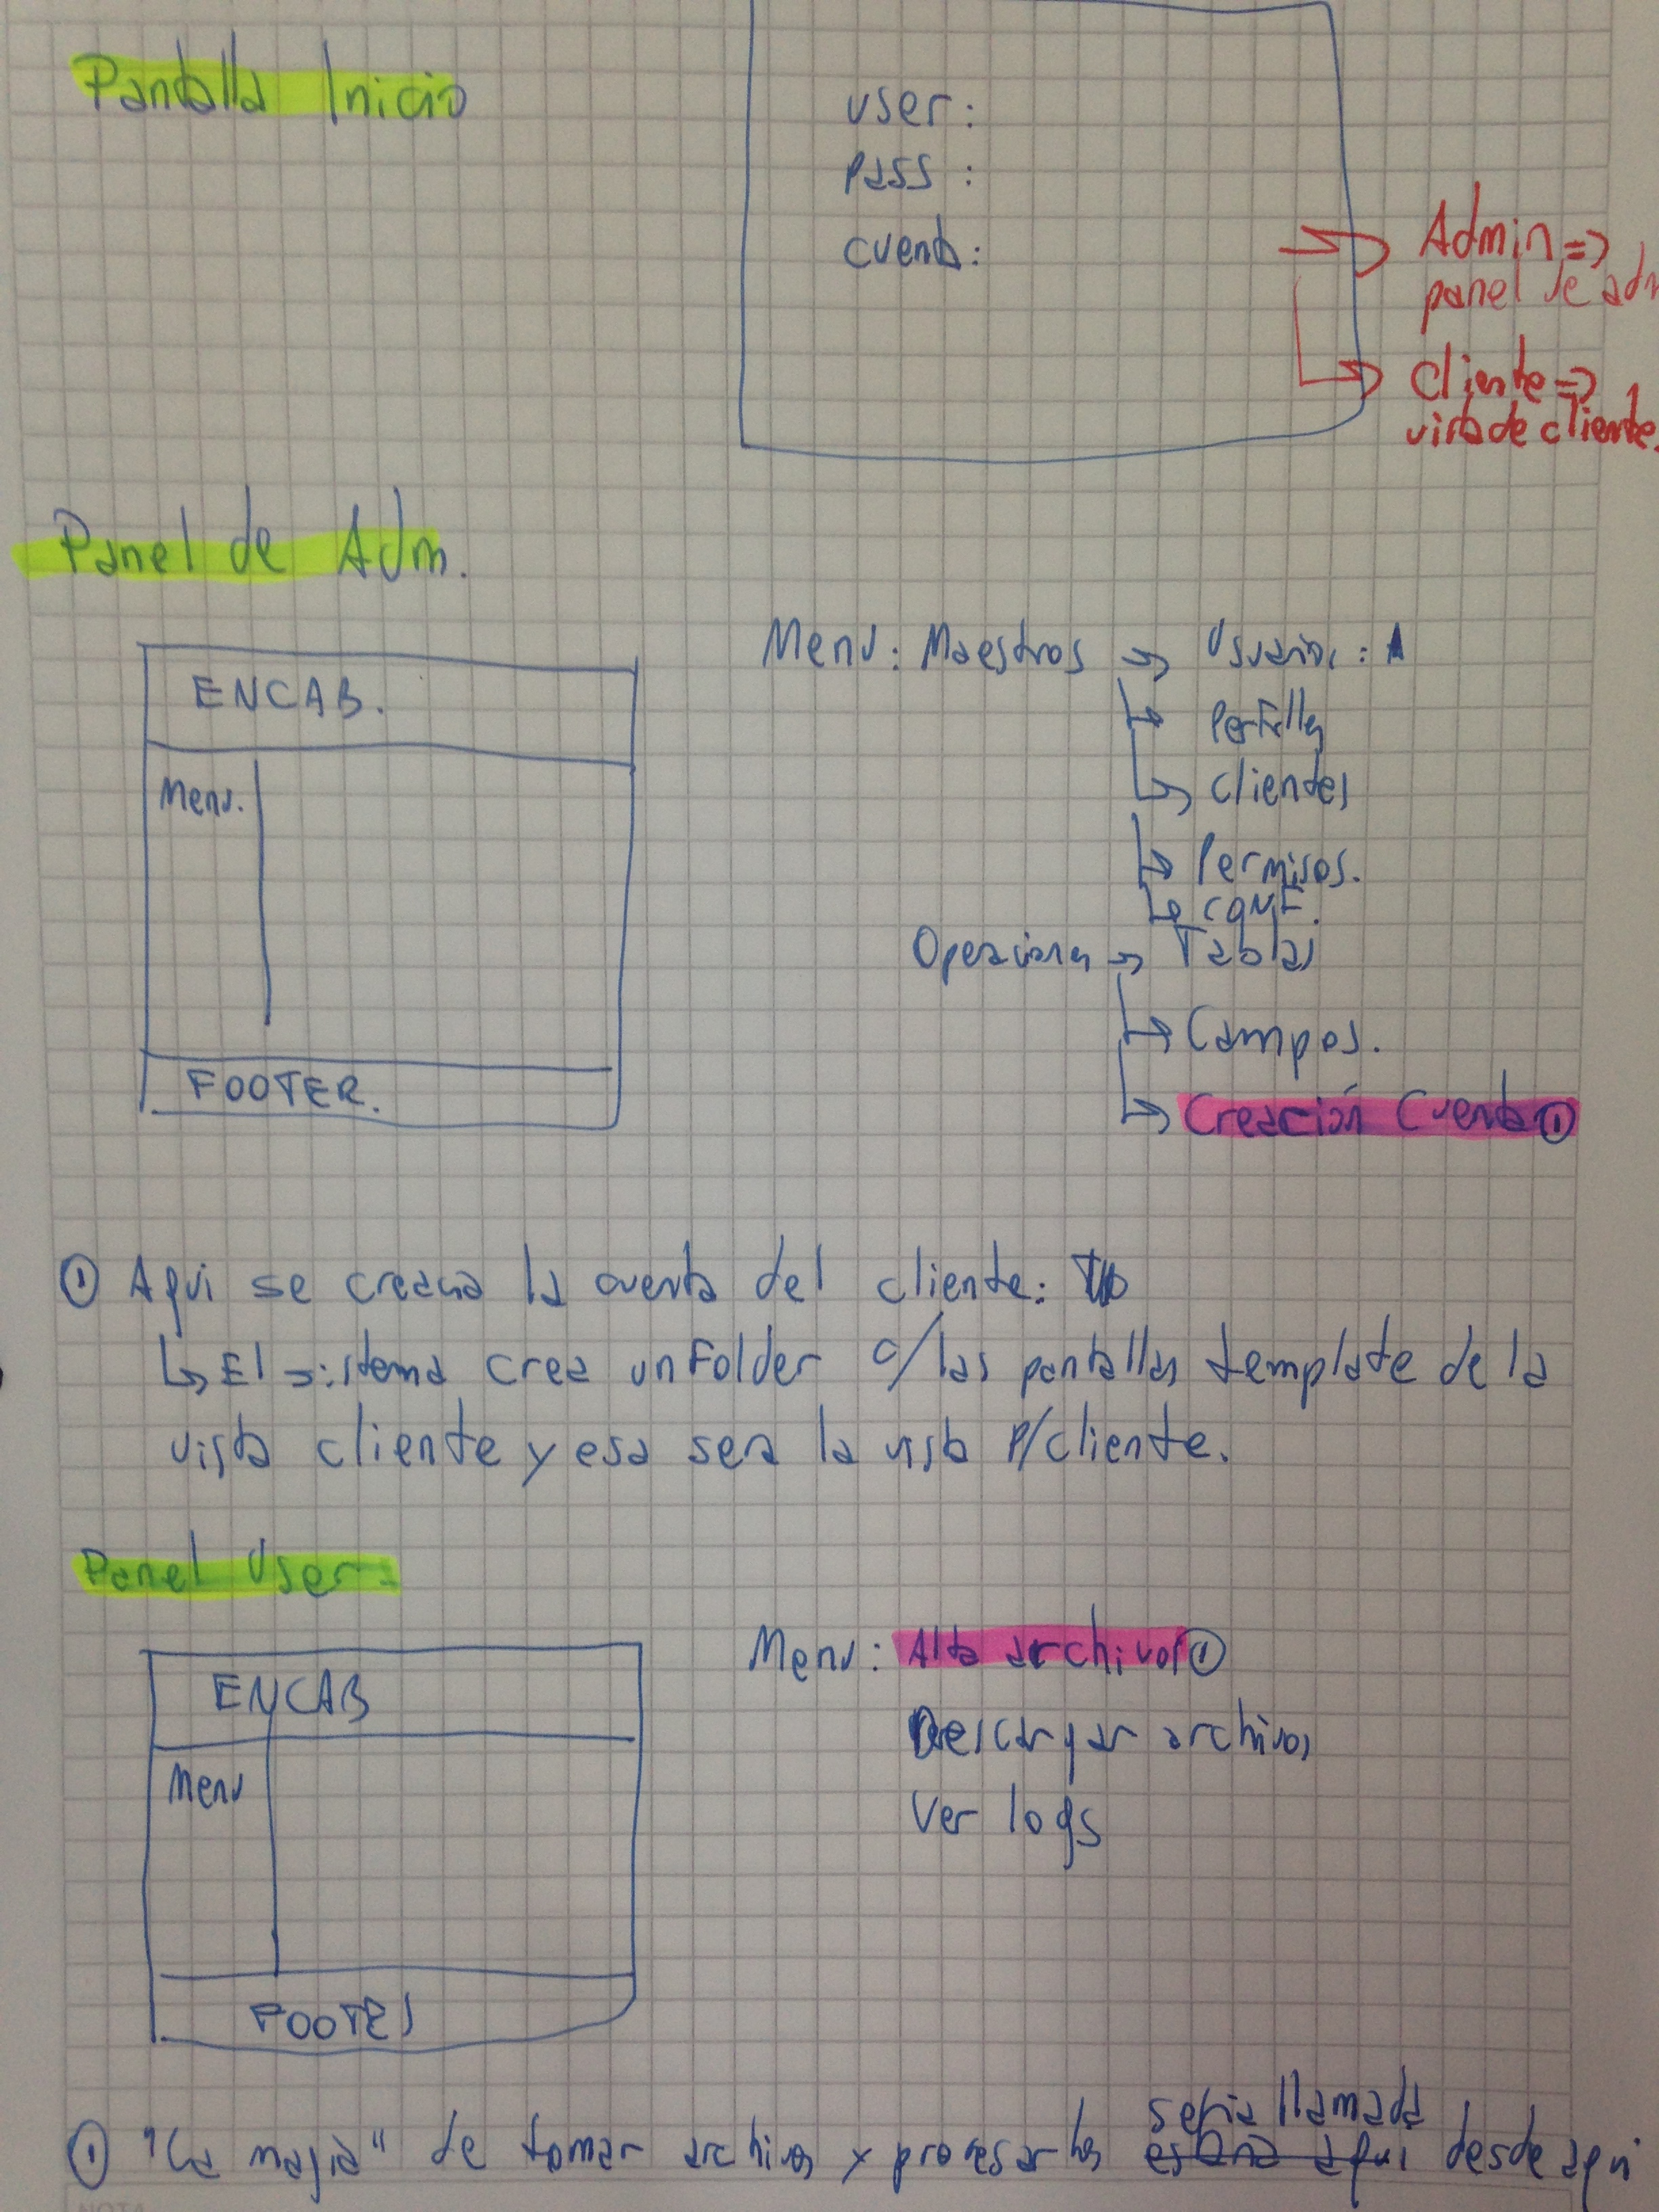 Pantalla Inicio
user:
pass :
cuenta:
Admin =>
panel de adm
Cliente =>
vista de cliente.
Panel de Adm.
ENCAB.
Menu.
FOOTER.
Menu: Maestros → Usuarios: A
↳ Perfiles
↳ clientes
↳ Permisos.
↳ CONF.
Operaciones → Tablas
↳ Campos.
↳ Creación Cuenta ①
① Aqui se crearia la cuenta del cliente:
↳ El sistema crea un Folder c/las pantallas template de la
vista cliente y esa sera la vista p/cliente.
Panel User =
ENCAB
Menu
FOOTER
Menu: Alta archivos ①
Descargar archivos
Ver logs
seria llamada
① "La magia" de tomar archivos y procesarlos estaria aqui desde aqui
NOTA